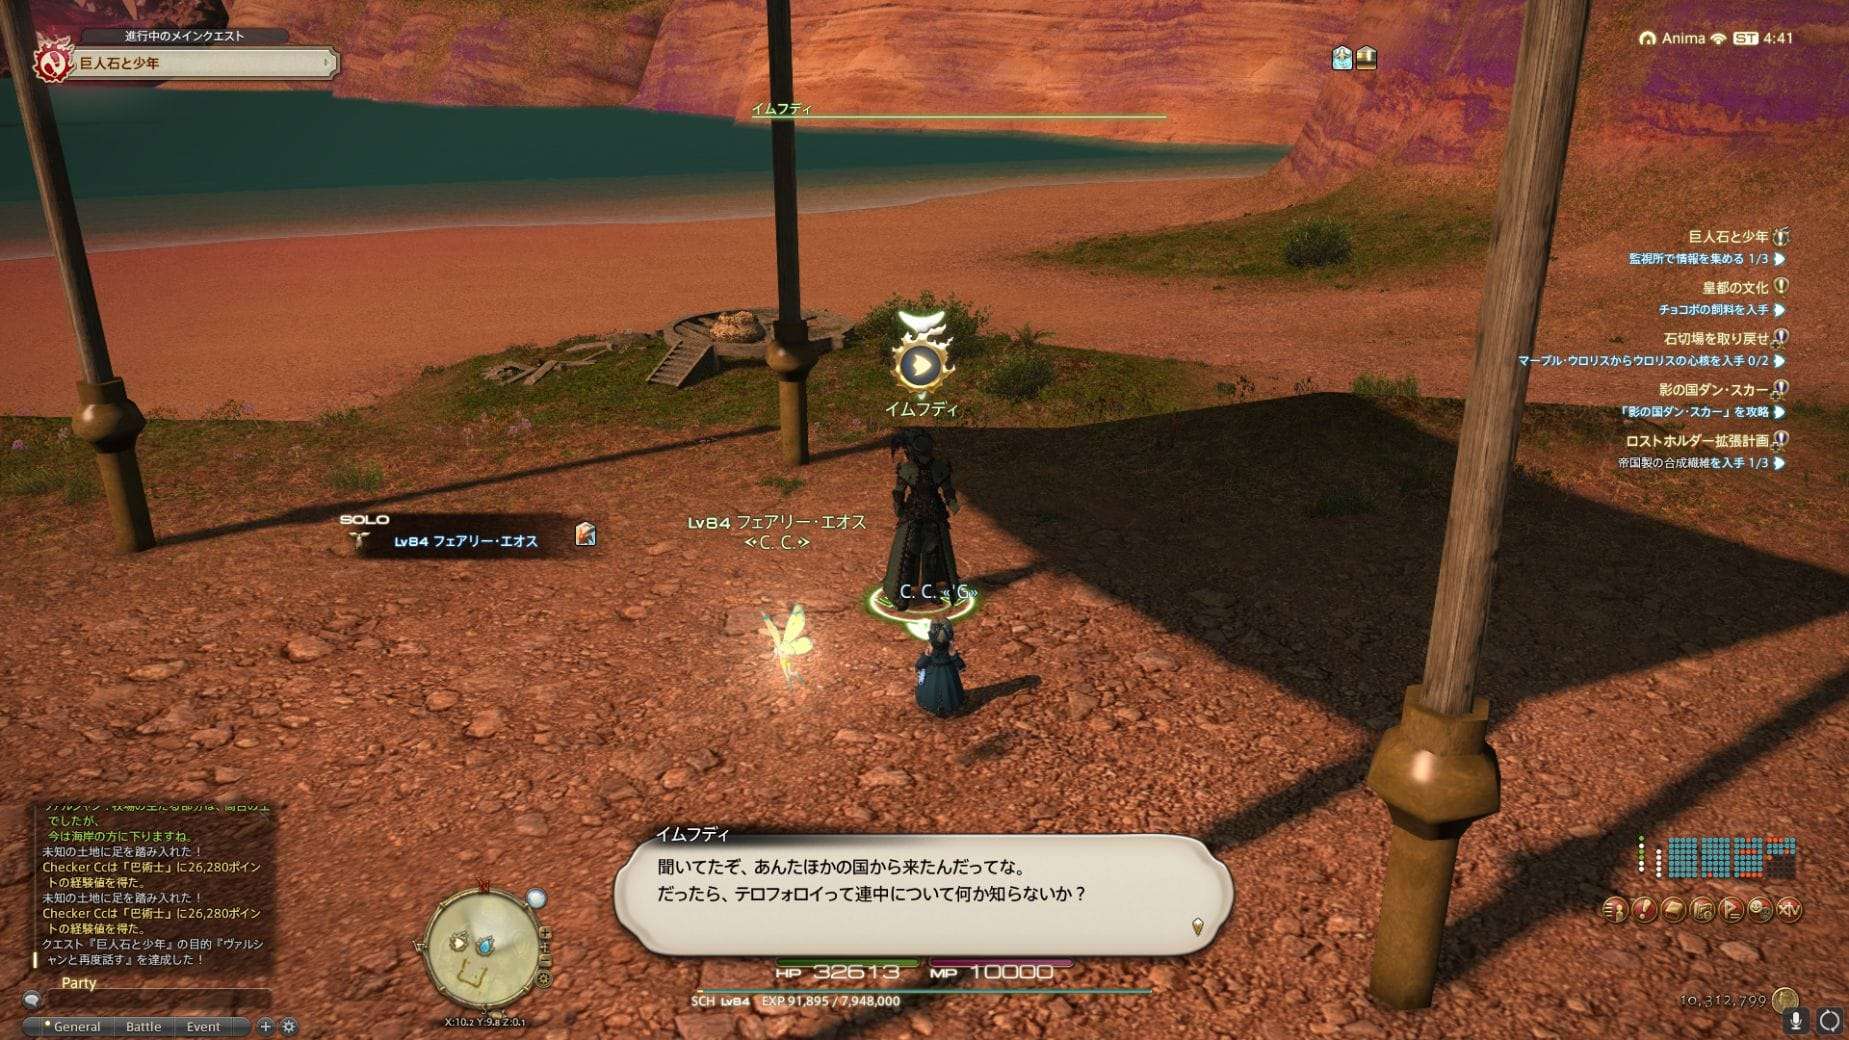 進行中のメインクエスト
巨人石と少年
Anima ST 4:41
イムフディ
巨人石と少年
監視所で情報を集める 1/3
皇都の文化
チョコボの飼料を入手
石切場を取り戻せ
マーブル・ウロリスからウロリスの心核を入手 0/2
影の国ダン・スカー
「影の国ダン・スカー」を攻略
ロストホルダー拡張計画
帝国製の合成繊維を入手 1/3
イムフディ
SOLO
Lv84 フェアリー・エオス
Lv84 フェアリー・エオス
C. C.
C. C. «'G»
でしたが、
今は海岸の方に下りますね。
未知の土地に足を踏み入れた！
Checker Ccは「巴術士」に26,280ポイン
トの経験値を得た。
未知の土地に足を踏み入れた！
Checker Ccは「巴術士」に26,280ポイン
トの経験値を得た。
クエスト『巨人石と少年』の目的『ヴァルシ
ャンと再度話す』を達成した！
Party
General Battle Event
X:10.2 Y:9.8 Z:0.1
イムフディ
聞いてたぞ、あんたほかの国から来たんだってな。
だったら、テロフォロイって連中について何か知らないか？
HP 32613 MP 10000
SCH Lv84 EXP 91,895 / 7,948,000
10,312,799